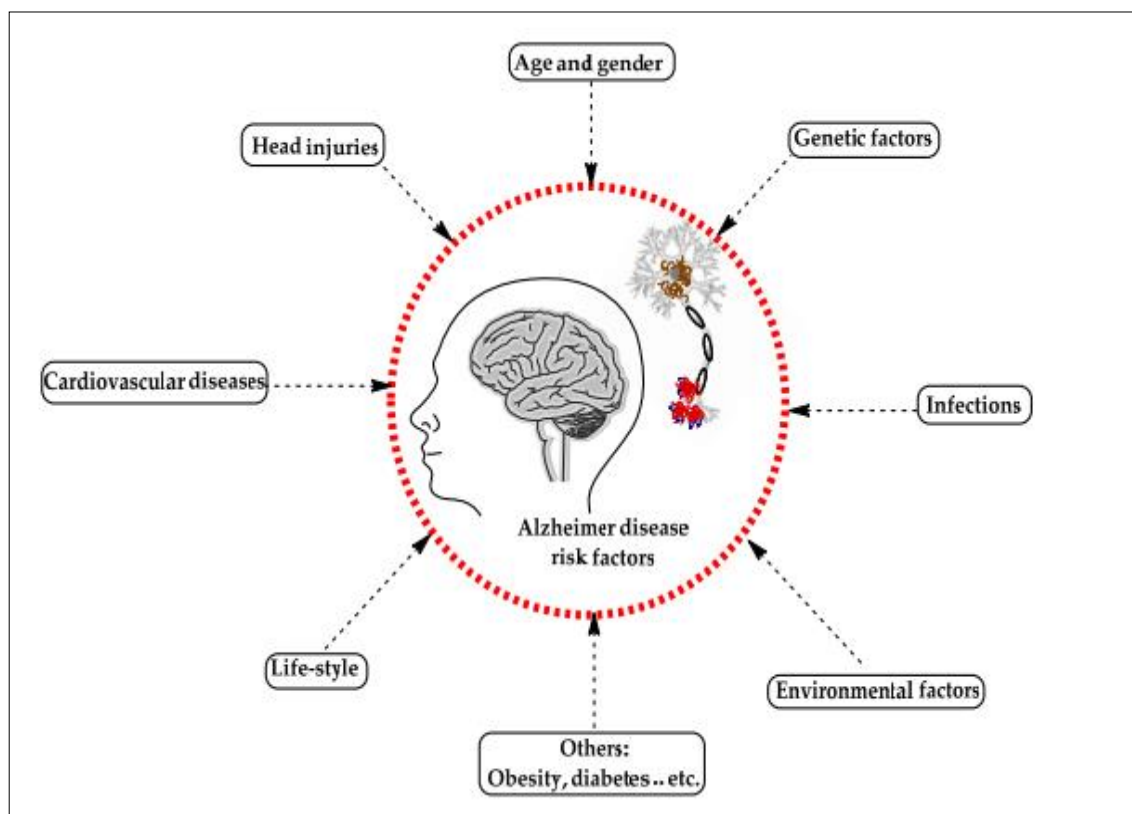 Age and gender
Head injuries
Genetic factors
Cardiovascular diseases
Infections
Alzheimer disease
risk factors
Life-style
Environmental factors
Others:
Obesity, diabetes .. etc.